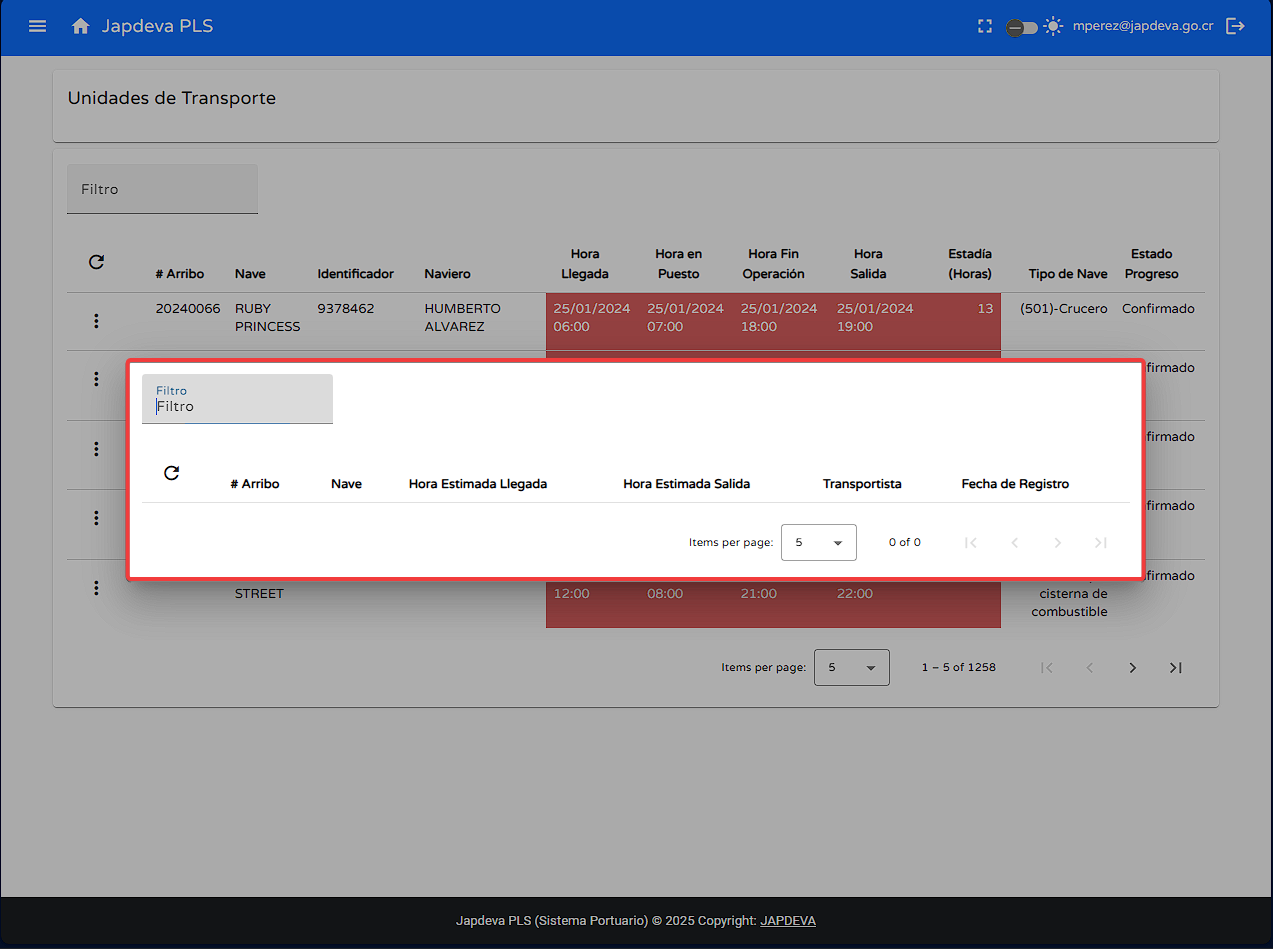 Japdeva PLS
mperez@japdeva.go.cr
Unidades de Transporte
Filtro
# Arribo Nave Identificador Naviero Hora Llegada Hora en Puesto Hora Fin Operación Hora Salida Estadía (Horas) Tipo de Nave Estado Progreso
20240066 RUBY PRINCESS 9378462 HUMBERTO ALVAREZ 25/01/2024 06:00 25/01/2024 07:00 25/01/2024 18:00 25/01/2024 19:00 13 (501)-Crucero Confirmado
firmado
Filtro
Filtro
firmado
# Arribo Nave Hora Estimada Llegada Hora Estimada Salida Transportista Fecha de Registro
firmado
Items per page: 5 0 of 0
firmado
STREET 12:00 08:00 21:00 22:00 cisterna de
combustible
Items per page: 5 1 – 5 of 1258
Japdeva PLS (Sistema Portuario) © 2025 Copyright: JAPDEVA